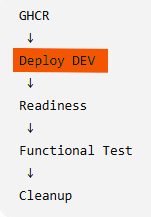 GHCR
↓
Deploy DEV
↓
Readiness
↓
Functional Test
↓
Cleanup